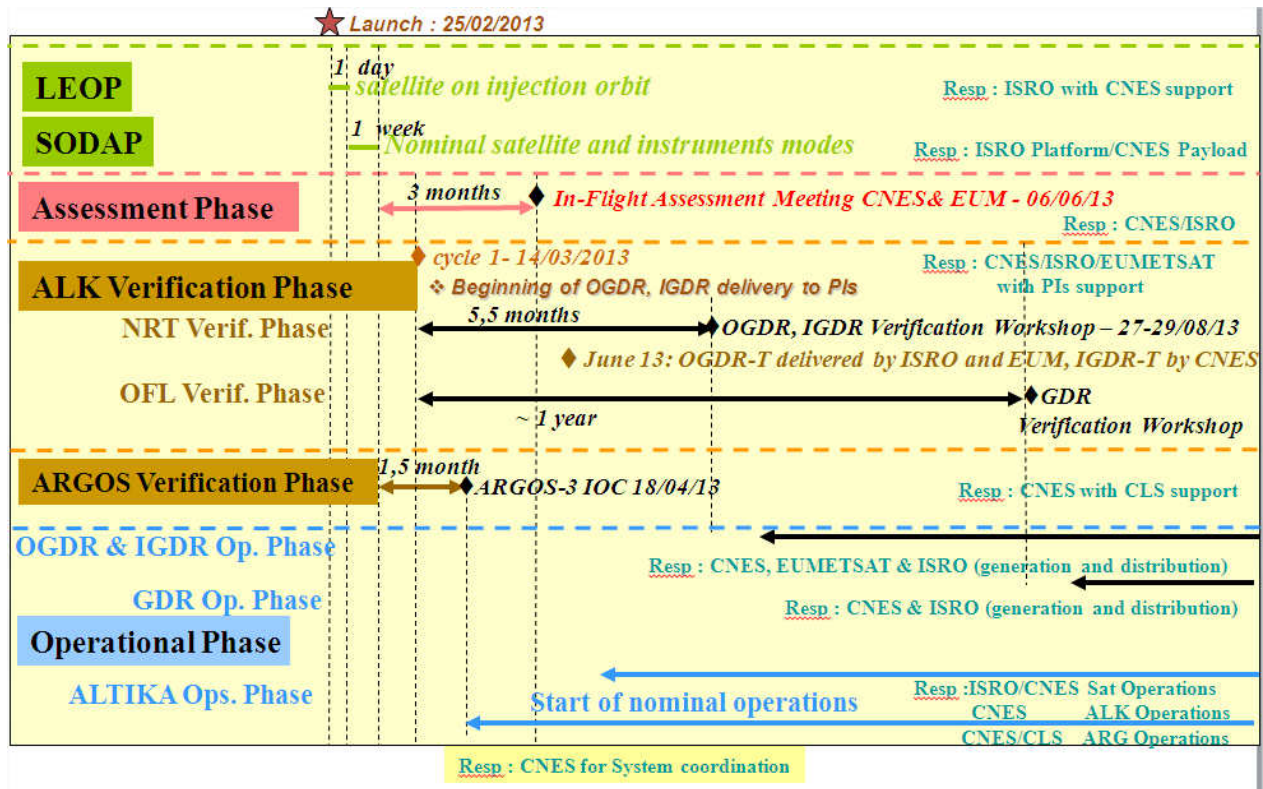 Launch : 25/02/2013
1 day
LEOP
satellite on injection orbit
Resp : ISRO with CNES support
1 week
SODAP
Nominal satellite and instruments modes
Resp : ISRO Platform/CNES Payload
3 months
Assessment Phase
In-Flight Assessment Meeting CNES& EUM - 06/06/13
Resp : CNES/ISRO
cycle 1- 14/03/2013
Resp : CNES/ISRO/EUMETSAT
with PIs support
ALK Verification Phase
❖ Beginning of OGDR, IGDR delivery to PIs
5,5 months
NRT Verif. Phase
OGDR, IGDR Verification Workshop – 27-29/08/13
June 13: OGDR-T delivered by ISRO and EUM, IGDR-T by CNES
OFL Verif. Phase
GDR
Verification Workshop
~ 1 year
1,5 month
ARGOS Verification Phase
ARGOS-3 IOC 18/04/13
Resp : CNES with CLS support
OGDR & IGDR Op. Phase
Resp : CNES, EUMETSAT & ISRO (generation and distribution)
GDR Op. Phase
Resp : CNES & ISRO (generation and distribution)
Operational Phase
ALTIKA Ops. Phase
Start of nominal operations
Resp :ISRO/CNES Sat Operations
CNES ALK Operations
CNES/CLS ARG Operations
Resp : CNES for System coordination